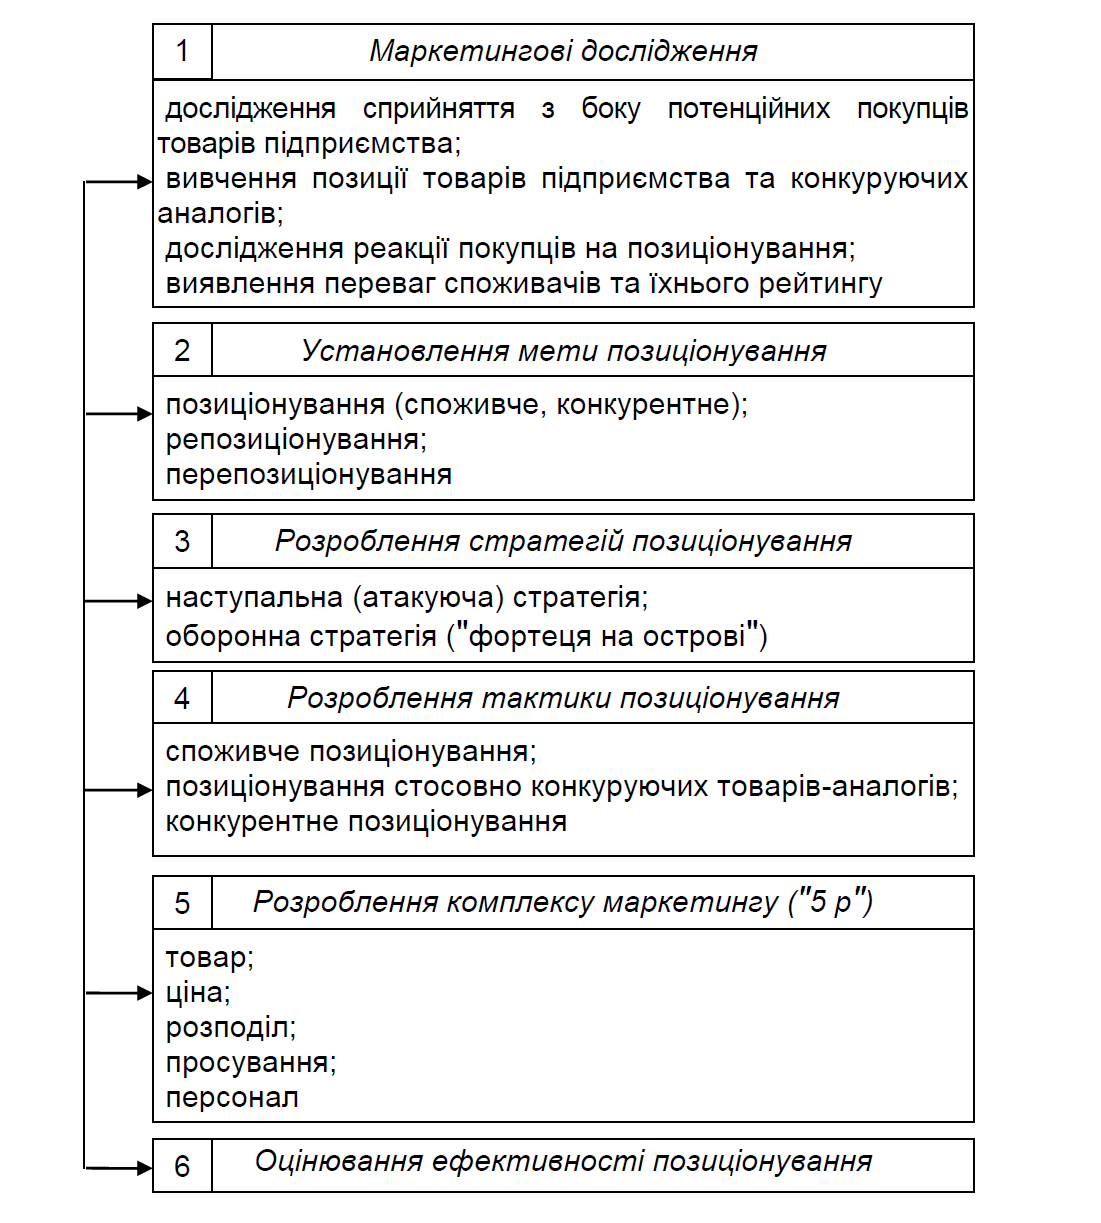 1 Маркетингові дослідження
дослідження сприйняття з боку потенційних покупців
товарів підприємства;
вивчення позиції товарів підприємства та конкуруючих
аналогів;
дослідження реакції покупців на позиціонування;
виявлення переваг споживачів та їхнього рейтингу
2 Установлення мети позиціонування
позиціонування (споживче, конкурентне);
репозиціонування;
перепозиціонування
3 Розроблення стратегій позиціонування
наступальна (атакуюча) стратегія;
оборонна стратегія ("фортеця на острові")
4 Розроблення тактики позиціонування
споживче позиціонування;
позиціонування стосовно конкуруючих товарів-аналогів;
конкурентне позиціонування
5 Розроблення комплексу маркетингу ("5 р")
товар;
ціна;
розподіл;
просування;
персонал
6 Оцінювання ефективності позиціонування